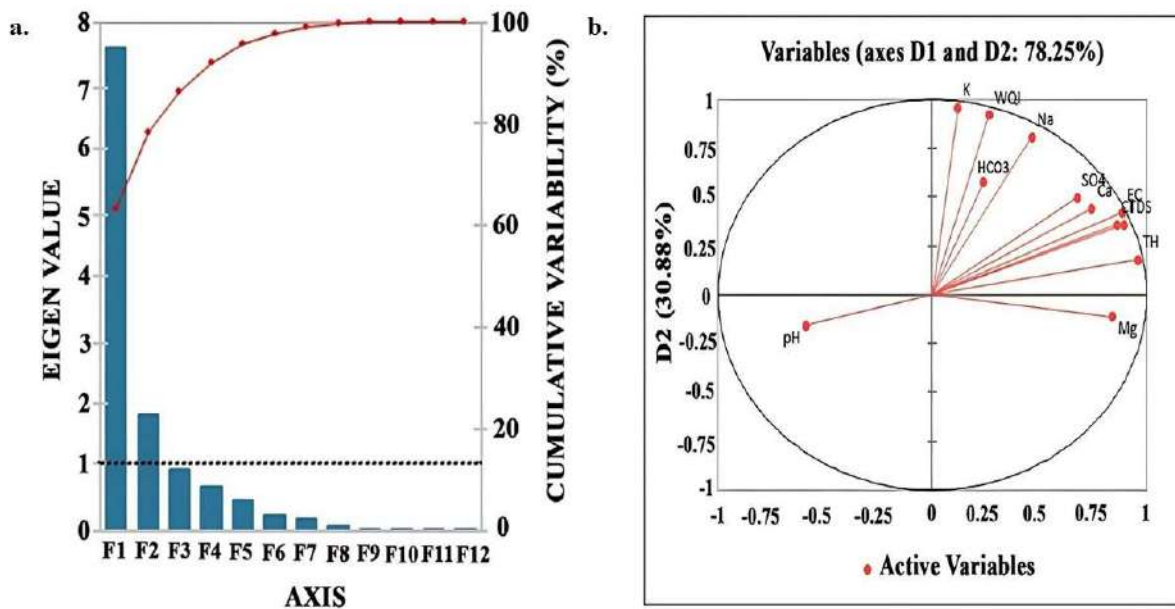 a.
EIGEN VALUE
8
7
6
5
4
3
2
1
0
100
80
60
40
20
0
CUMULATIVE VARIABILITY (%)
F1 F2 F3 F4 F5 F6 F7 F8 F9 F10 F11 F12
AXIS
b.
Variables (axes D1 and D2: 78.25%)
D2 (30.88%)
1
0.75
0.5
0.25
0
-0.25
-0.5
-0.75
-1
K
WQI
Na
HCO3
SO4
Ca
EC
TDS
TH
Mg
pH
-1 -0.75 -0.5 0 0.25 0.75 1
Active Variables